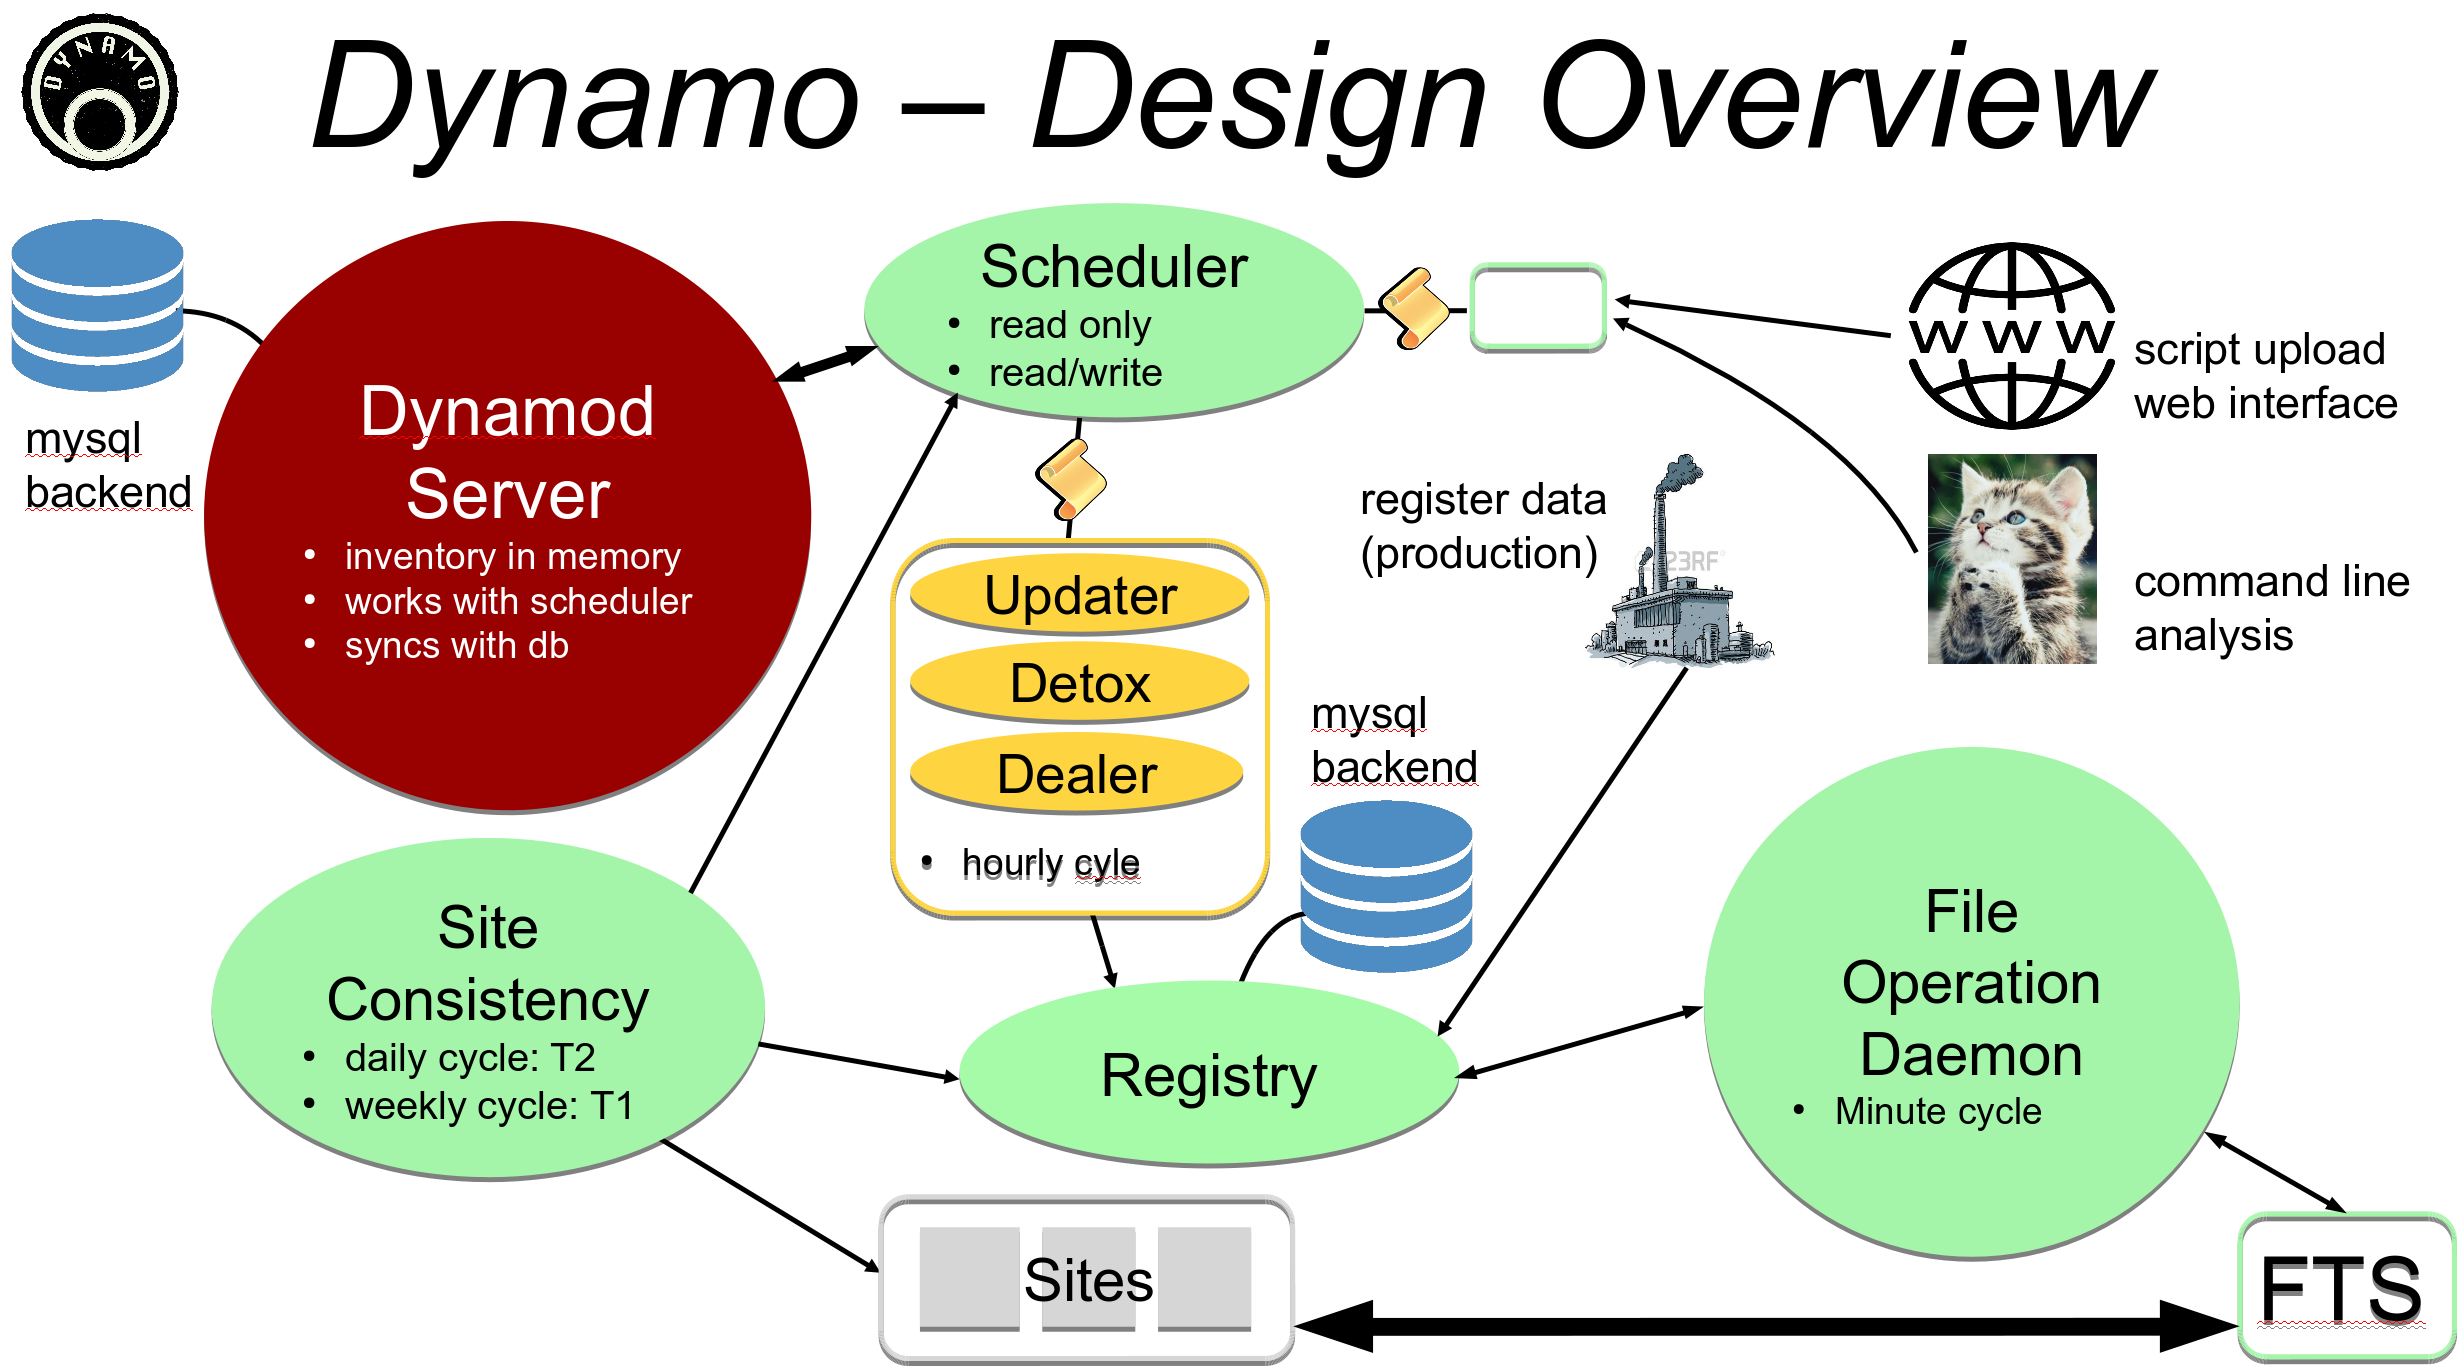 DYNAMO
Dynamo – Design Overview
mysql
backend
Dynamod
Server
• inventory in memory
• works with scheduler
• syncs with db
Scheduler
• read only
• read/write
W W W
script upload
web interface
command line
analysis
register data
(production)
123RF
Updater
Detox
Dealer
• hourly cyle
mysql
backend
Site
Consistency
• daily cycle: T2
• weekly cycle: T1
Registry
File
Operation
Daemon
• Minute cycle
Sites
FTS